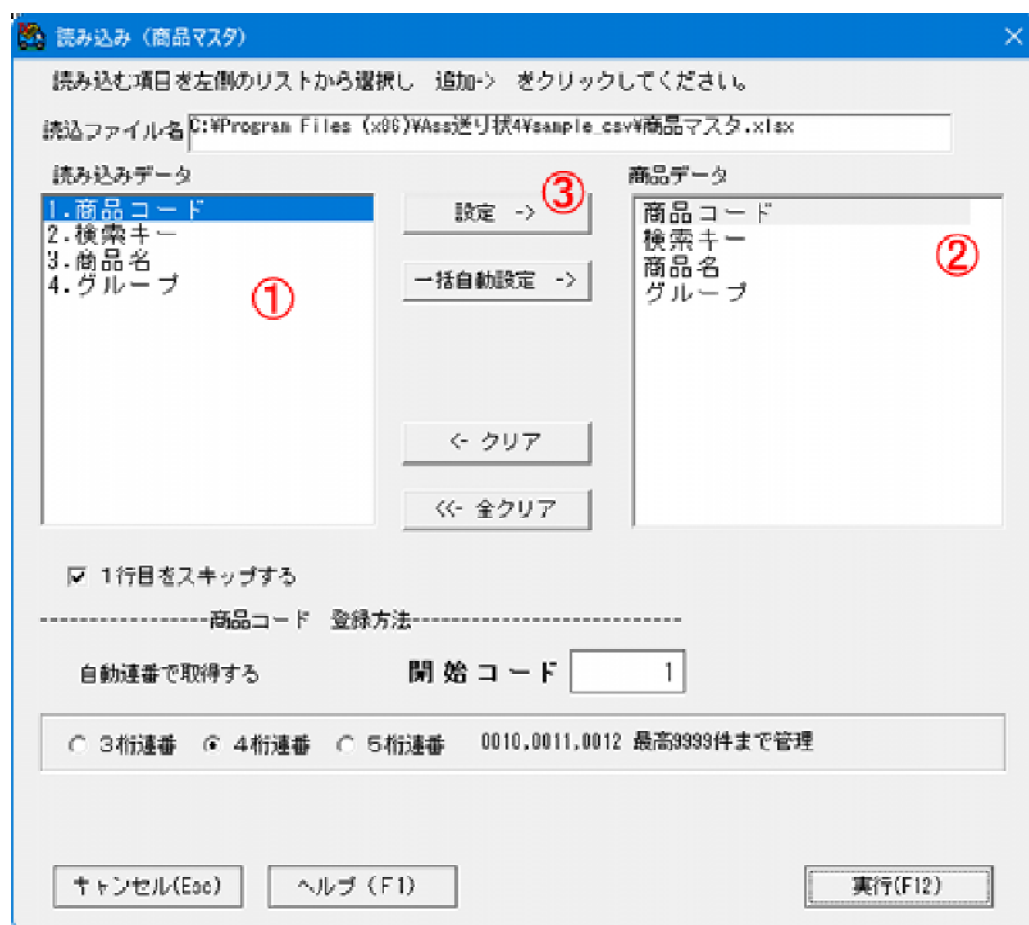 読み込み（商品マスタ）
読み込む項目を左側のリストから選択し　追加-> をクリックしてください。
読込ファイル名 C:¥Program Files (x86)¥Ass送り状4¥sample_csv¥商品マスタ.xlsx
読み込みデータ
商品データ
1.商品コード
2.検索キー
3.商品名
4.グループ
①
設定 ->
③
一括自動設定 ->
<- クリア
<<- 全クリア
商品コード
検索キー
商品名
グループ
②
1行目をスキップする
-----------------商品コード　登録方法---------------------------
自動連番で取得する　開始コード 1
3桁連番　4桁連番　5桁連番　0010,0011,0012 最高9999件まで管理
キャンセル(Esc)　ヘルプ（F1）　実行(F12)